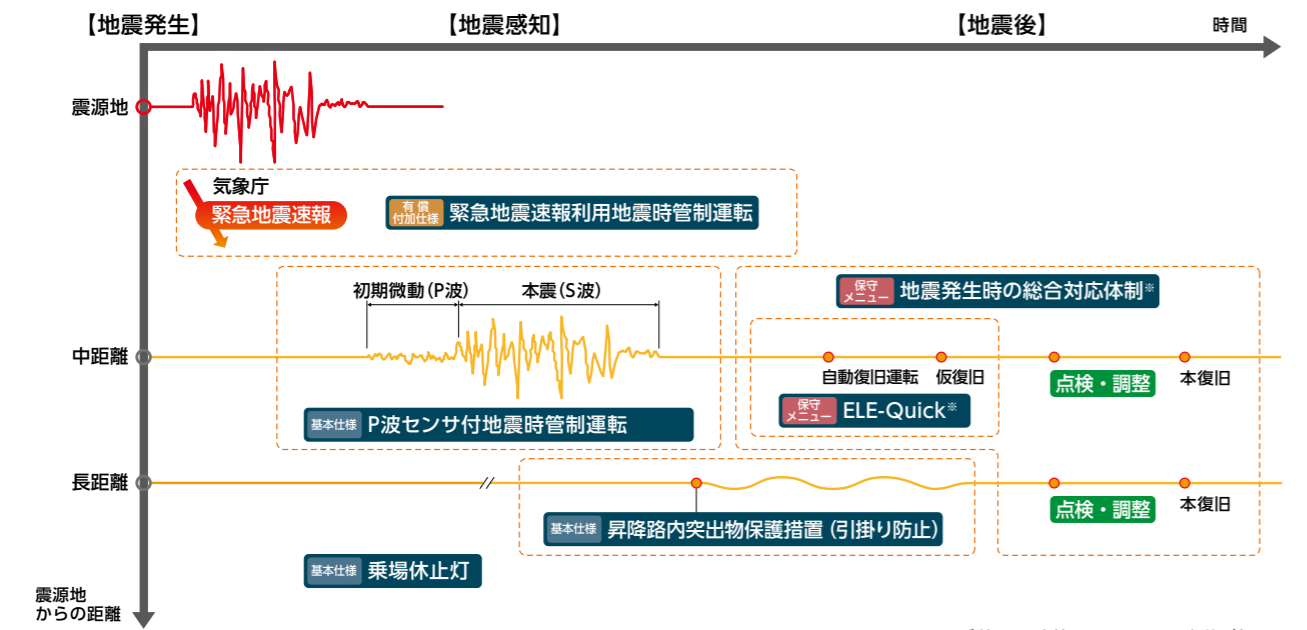 【地震発生】
【地震感知】
【地震後】
時間
震源地
気象庁
緊急地震速報
有 償
付加仕様
緊急地震速報利用地震時管制運転
初期微動（P波）
本震（S波）
保守
メニュー
地震発生時の総合対応体制※
中距離
自動復旧運転
仮復旧
点検・調整
本復旧
保守
メニュー
ELE-Quick※
基本仕様
P波センサ付地震時管制運転
長距離
点検・調整
本復旧
基本仕様
昇降路内突出物保護措置（引掛り防止）
基本仕様
乗場休止灯
震源地
からの距離